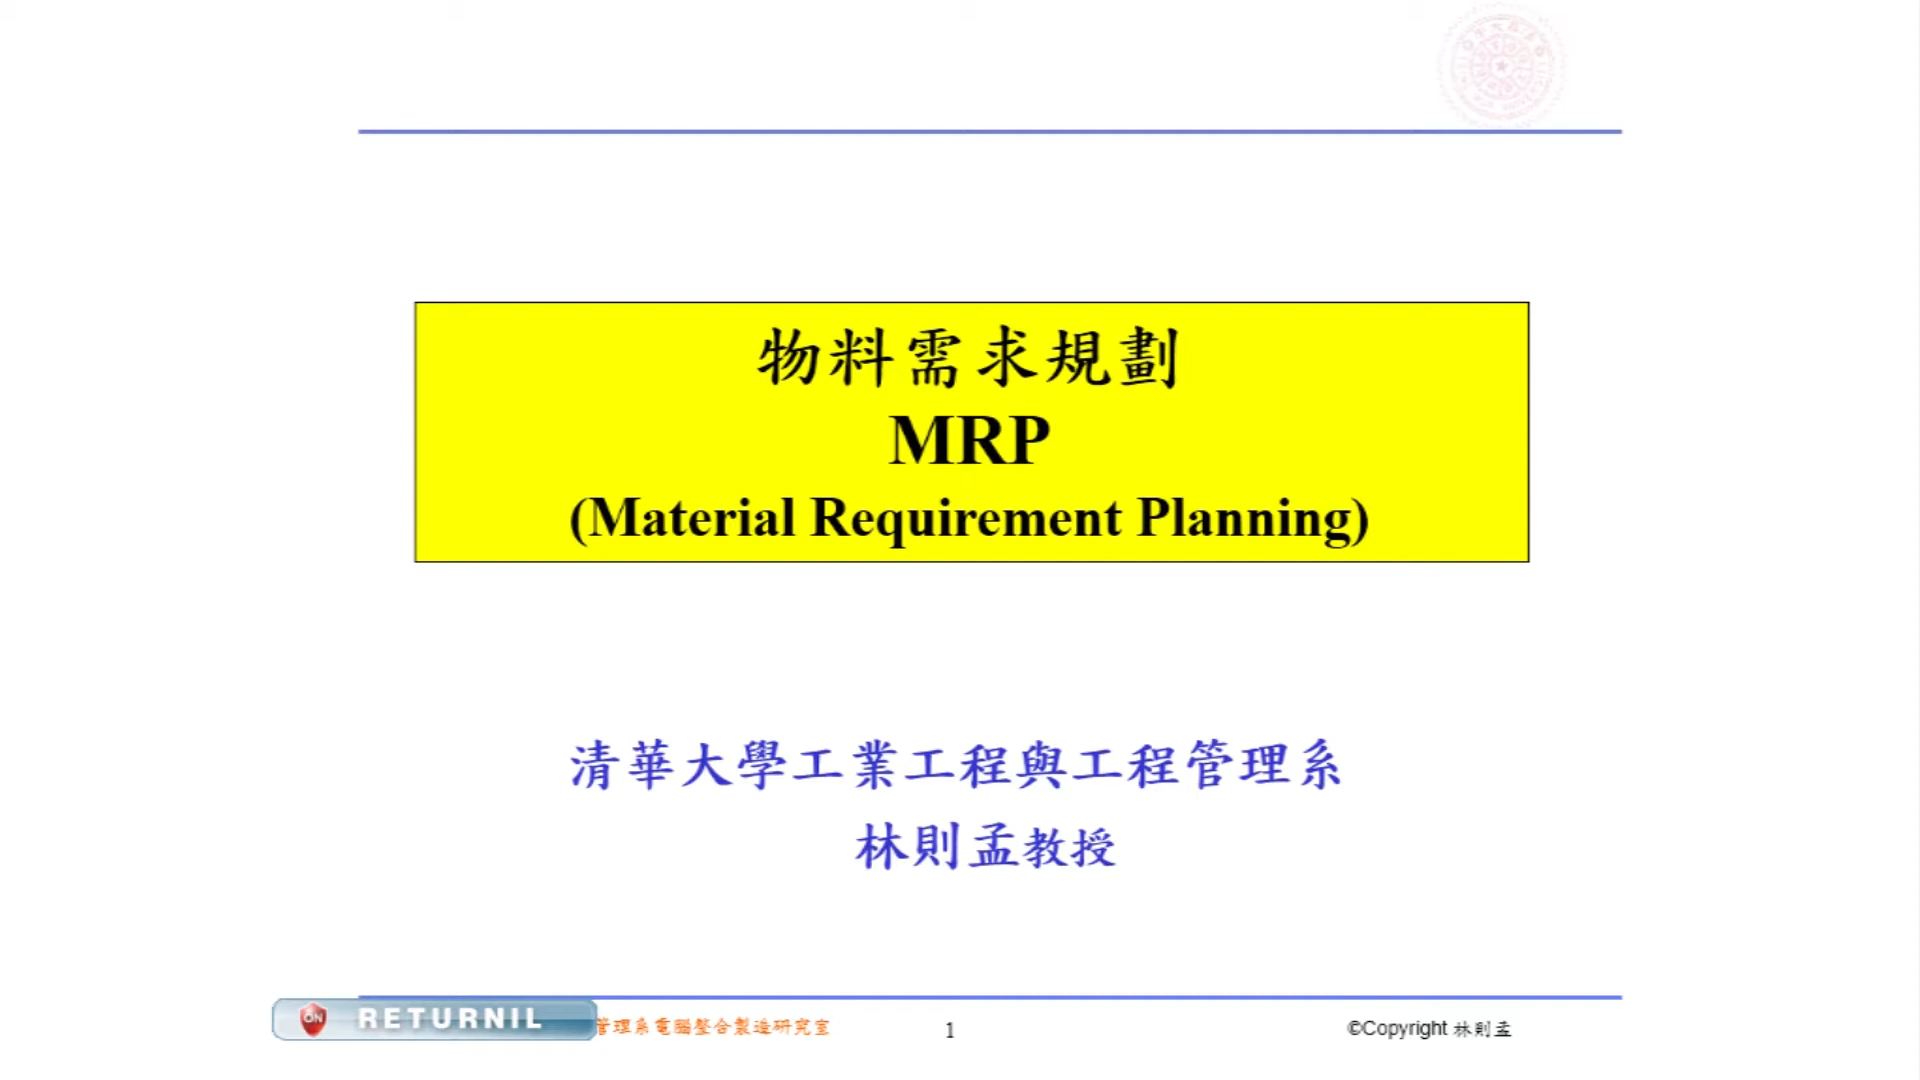 物料需求規劃
MRP
(Material Requirement Planning)
清華大學工業工程與工程管理系
林則孟教授
ON RETURNIL 管理系電腦整合製造研究室
1
©Copyright 林則孟